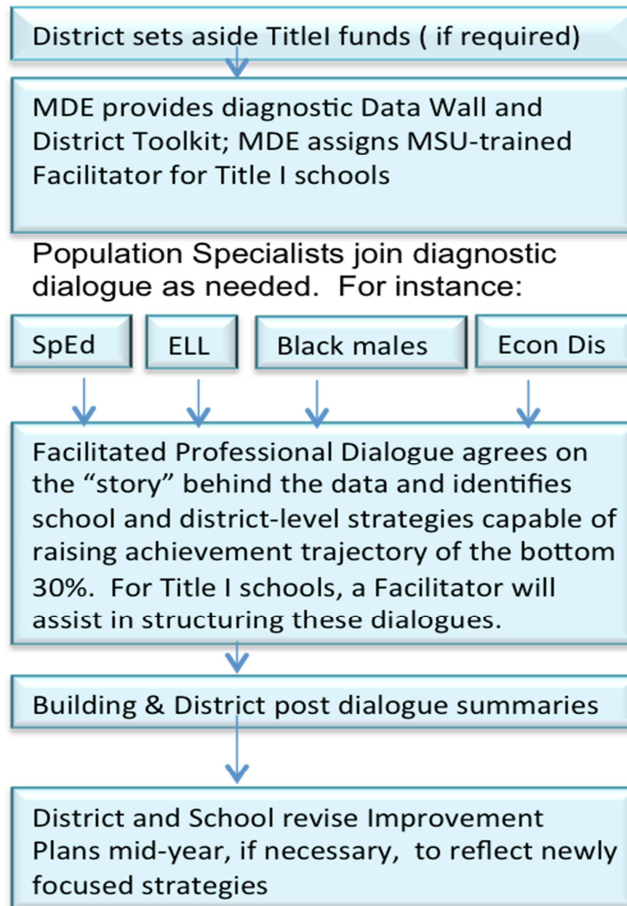 District sets aside TitleI funds ( if required)
MDE provides diagnostic Data Wall and
District Toolkit; MDE assigns MSU-trained
Facilitator for Title I schools
Population Specialists join diagnostic
dialogue as needed.  For instance:
SpEd
ELL
Black males
Econ Dis
Facilitated Professional Dialogue agrees on
the “story” behind the data and identifies
school and district-level strategies capable of
raising achievement trajectory of the bottom
30%.  For Title I schools, a Facilitator will
assist in structuring these dialogues.
Building & District post dialogue summaries
District and School revise Improvement
Plans mid-year, if necessary,  to reflect newly
focused strategies